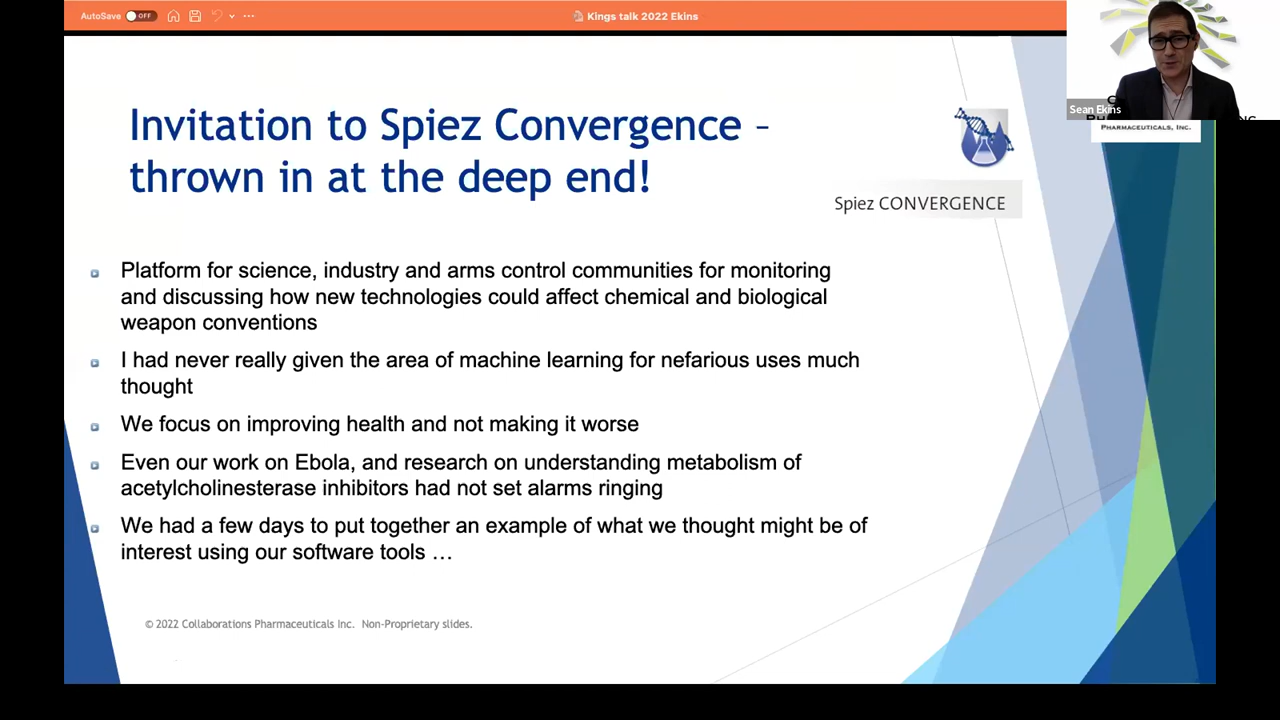 AutoSave OFF
Kings talk 2022 Ekins
Sean Ekins
PHARMACEUTICALS, INC.
Invitation to Spiez Convergence –
thrown in at the deep end!
Spiez CONVERGENCE
Platform for science, industry and arms control communities for monitoring
and discussing how new technologies could affect chemical and biological
weapon conventions
I had never really given the area of machine learning for nefarious uses much
thought
We focus on improving health and not making it worse
Even our work on Ebola, and research on understanding metabolism of
acetylcholinesterase inhibitors had not set alarms ringing
We had a few days to put together an example of what we thought might be of
interest using our software tools …
© 2022 Collaborations Pharmaceuticals Inc. Non-Proprietary slides.